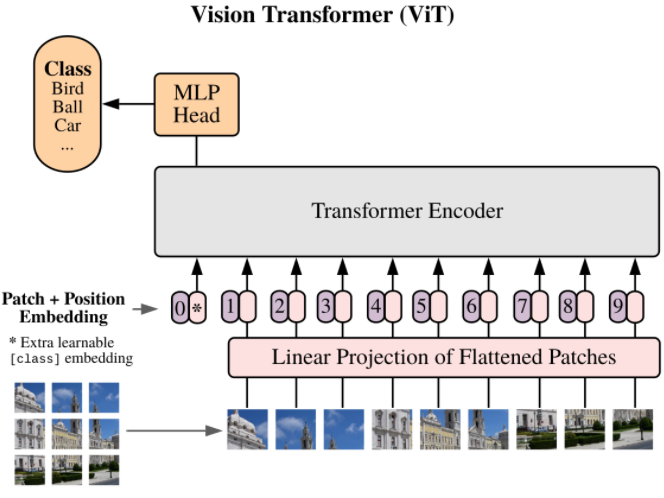 Vision Transformer (ViT)
Class
Bird
Ball
Car
...
MLP
Head
Transformer Encoder
Patch + Position
Embedding
0 * 1 2 3 4 5 6 7 8 9
* Extra learnable
[class] embedding
Linear Projection of Flattened Patches